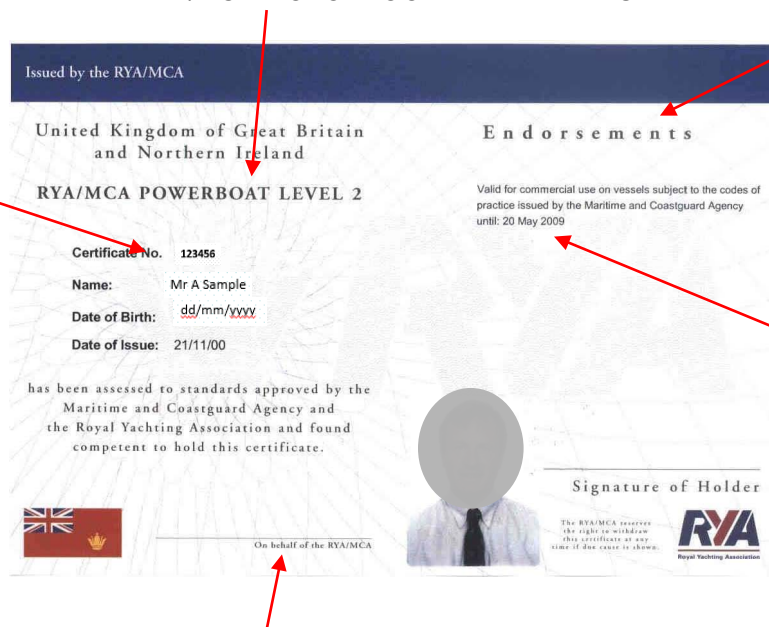 Issued by the RYA/MCA
United Kingdom of Great Britain
and Northern Ireland
RYA/MCA POWERBOAT LEVEL 2
Certificate No. 123456
Name: Mr A Sample
Date of Birth: dd/mm/yyyy
Date of Issue: 21/11/00
has been assessed to standards approved by the
Maritime and Coastguard Agency and
the Royal Yachting Association and found
competent to hold this certificate.
On behalf of the RYA/MCA
Endorsements
Valid for commercial use on vessels subject to the codes of
practice issued by the Maritime and Coastguard Agency
until: 20 May 2009
RYA
Signature of Holder
The RYA/MCA reserves
the right to withdraw
this certificate at any
time if due cause is shown.
RYA
Royal Yachting Association